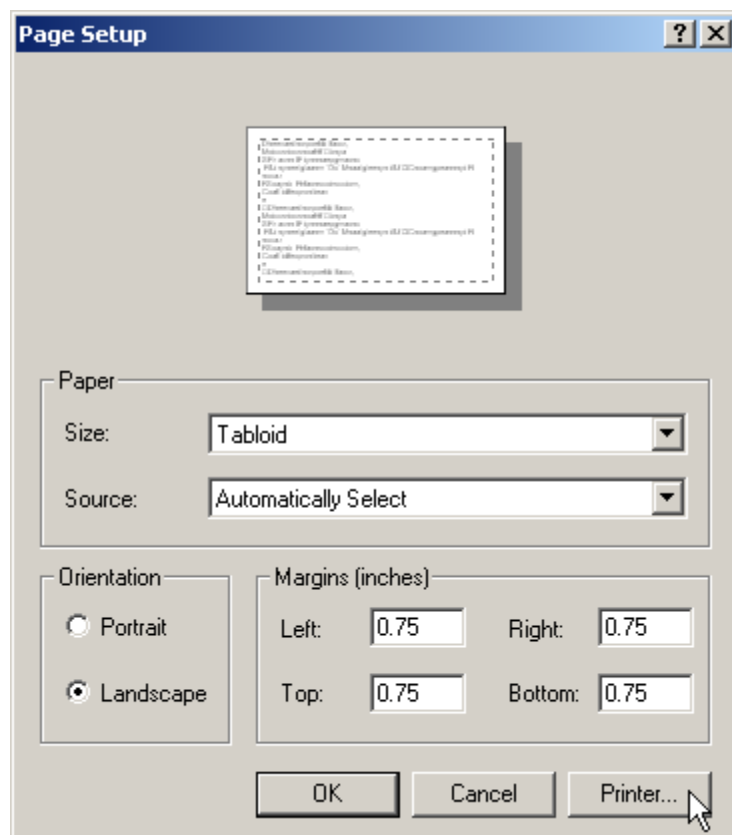 Page Setup
Paper
Size: Tabloid
Source: Automatically Select
Orientation
Portrait
Landscape
Margins (inches)
Left: 0.75 Right: 0.75
Top: 0.75 Bottom: 0.75
OK Cancel Printer...